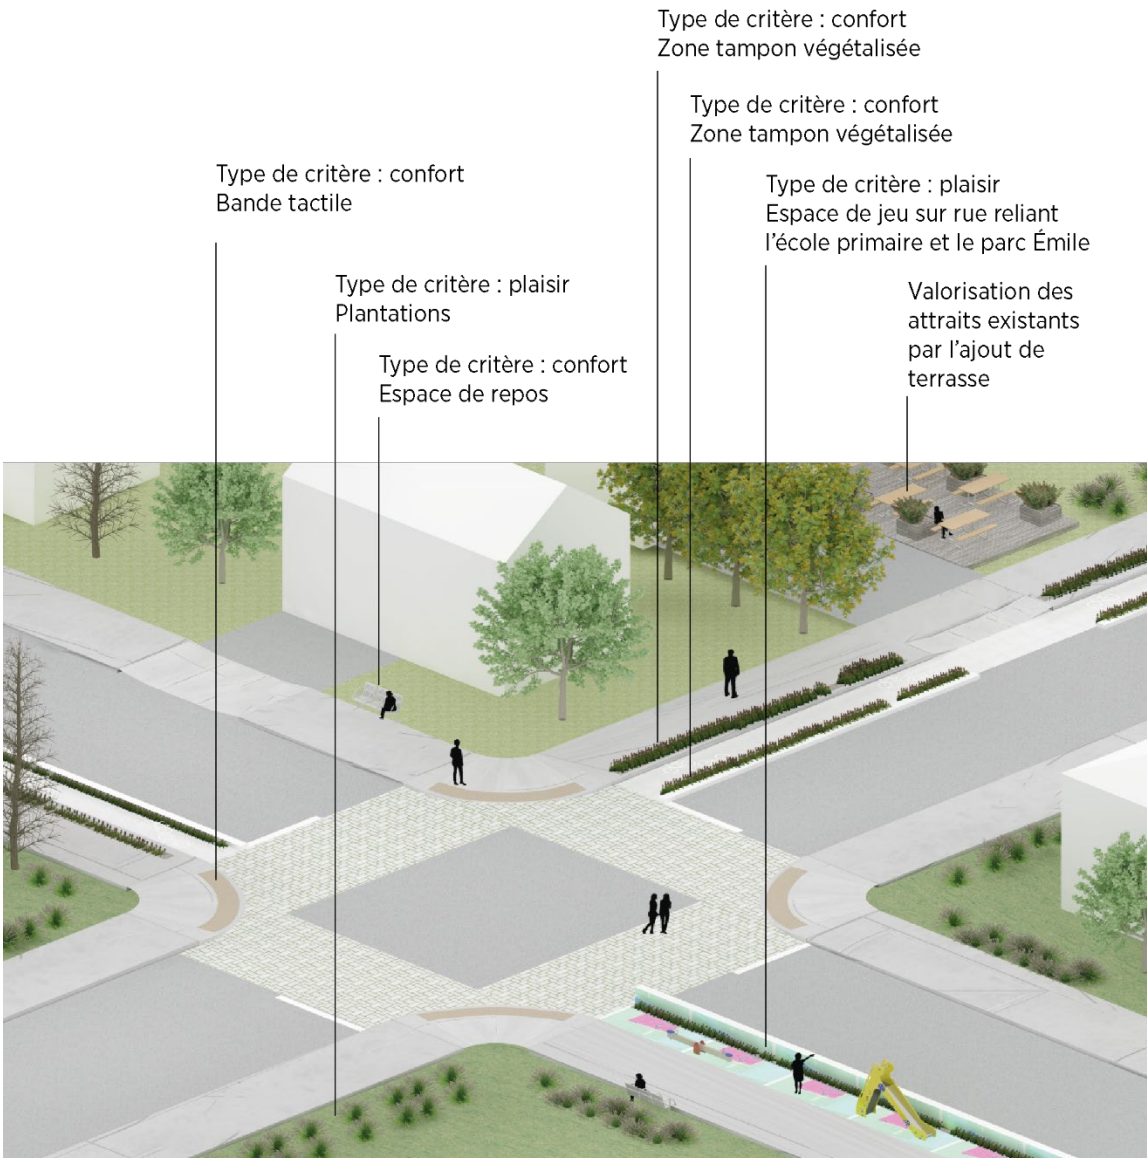 Type de critère : confort
Zone tampon végétalisée
Type de critère : confort
Zone tampon végétalisée
Type de critère : confort
Bande tactile
Type de critère : plaisir
Espace de jeu sur rue reliant
l'école primaire et le parc Émile
Type de critère : plaisir
Plantations
Valorisation des
attraits existants
par l'ajout de
terrasse
Type de critère : confort
Espace de repos